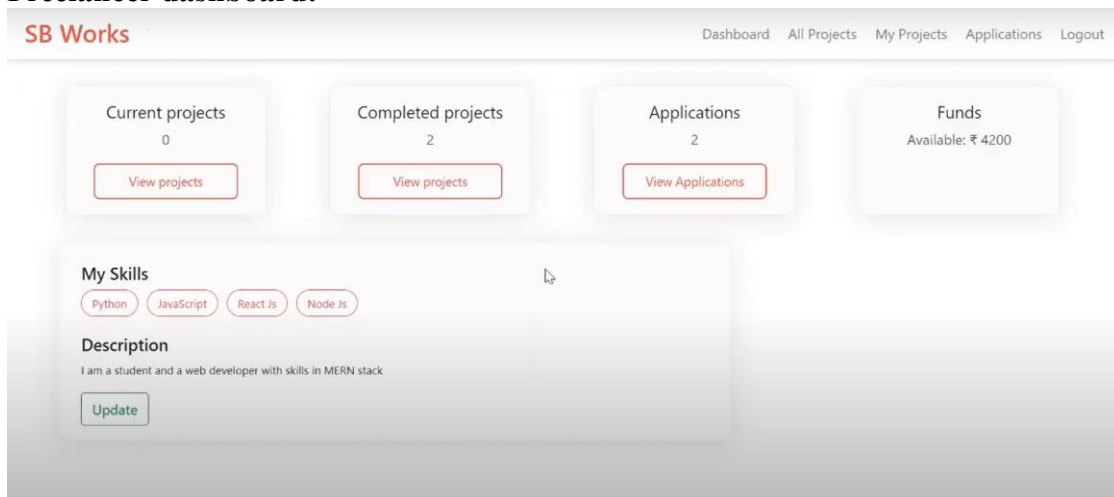 Freelancer dashboard:
SB Works
Dashboard All Projects My Projects Applications Logout
Current projects
0
View projects
Completed projects
2
View projects
Applications
2
View Applications
Funds
Available: ₹ 4200
My Skills
Python JavaScript React Js Node Js
Description
I am a student and a web developer with skills in MERN stack
Update